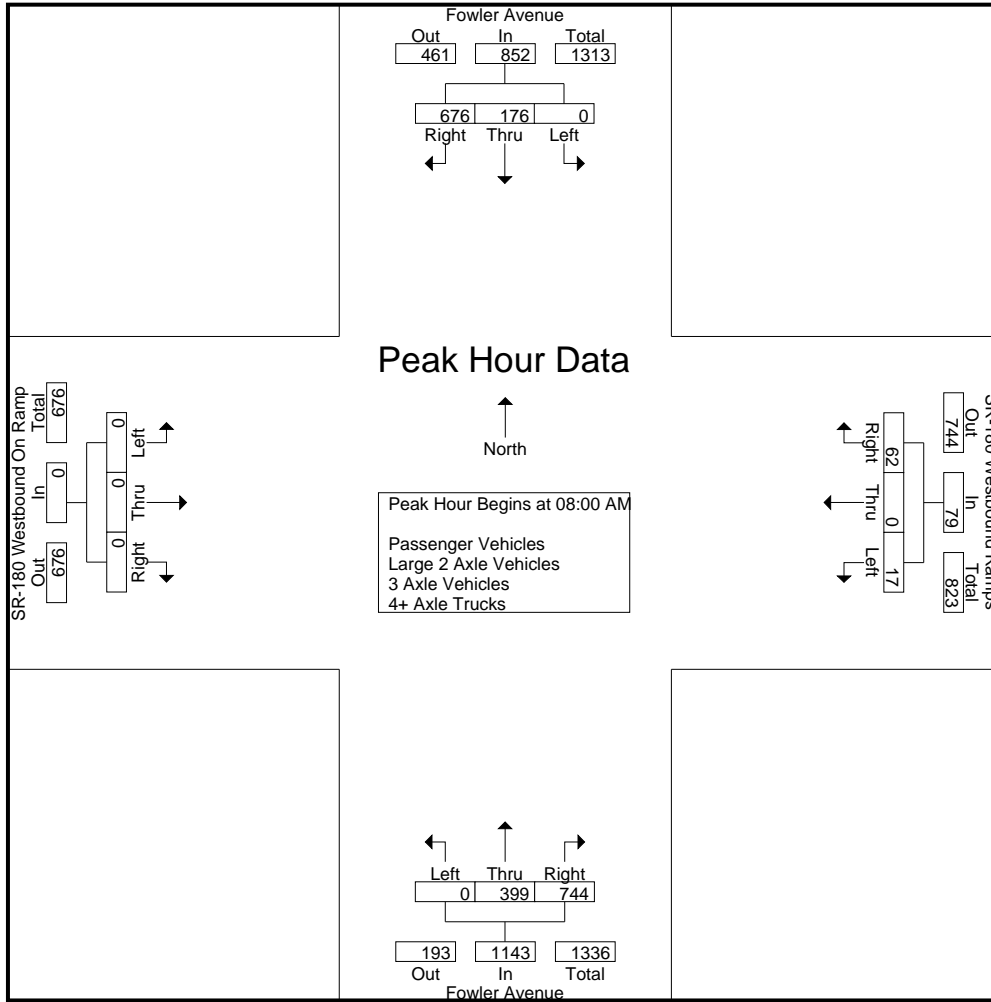 Fowler Avenue
Out In Total
461 852 1313
676 176 0
Right Thru Left
Peak Hour Data
North
Peak Hour Begins at 08:00 AM
Passenger Vehicles
Large 2 Axle Vehicles
3 Axle Vehicles
4+ Axle Trucks
SR-180 Westbound On Ramp
Out In Total
676 0 676
Right Thru Left
0 0 0
SR-180 Westbound Ramps
Out In Total
744 79 823
Right Thru Left
62 0 17
Left Thru Right
0 399 744
193 1143 1336
Out In Total
Fowler Avenue